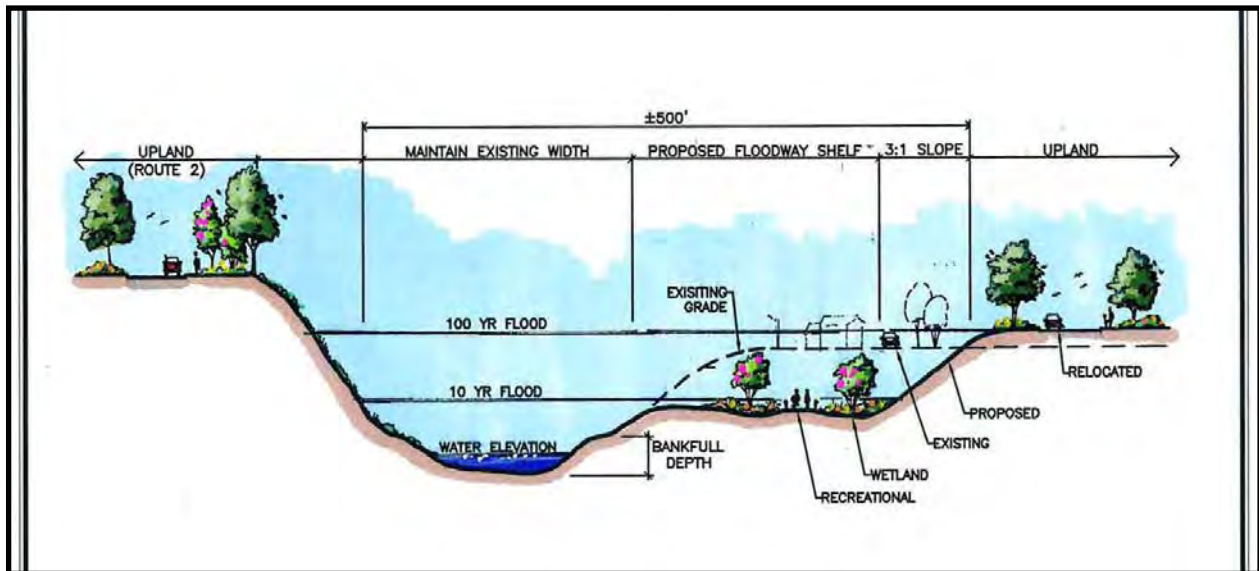 ±500'
UPLAND
(ROUTE 2)
MAINTAIN EXISTING WIDTH
PROPOSED FLOODWAY SHELF
3:1 SLOPE
UPLAND
EXISITING
GRADE
100 YR FLOOD
10 YR FLOOD
RELOCATED
PROPOSED
WATER ELEVATION
BANKFULL
DEPTH
EXISTING
WETLAND
RECREATIONAL